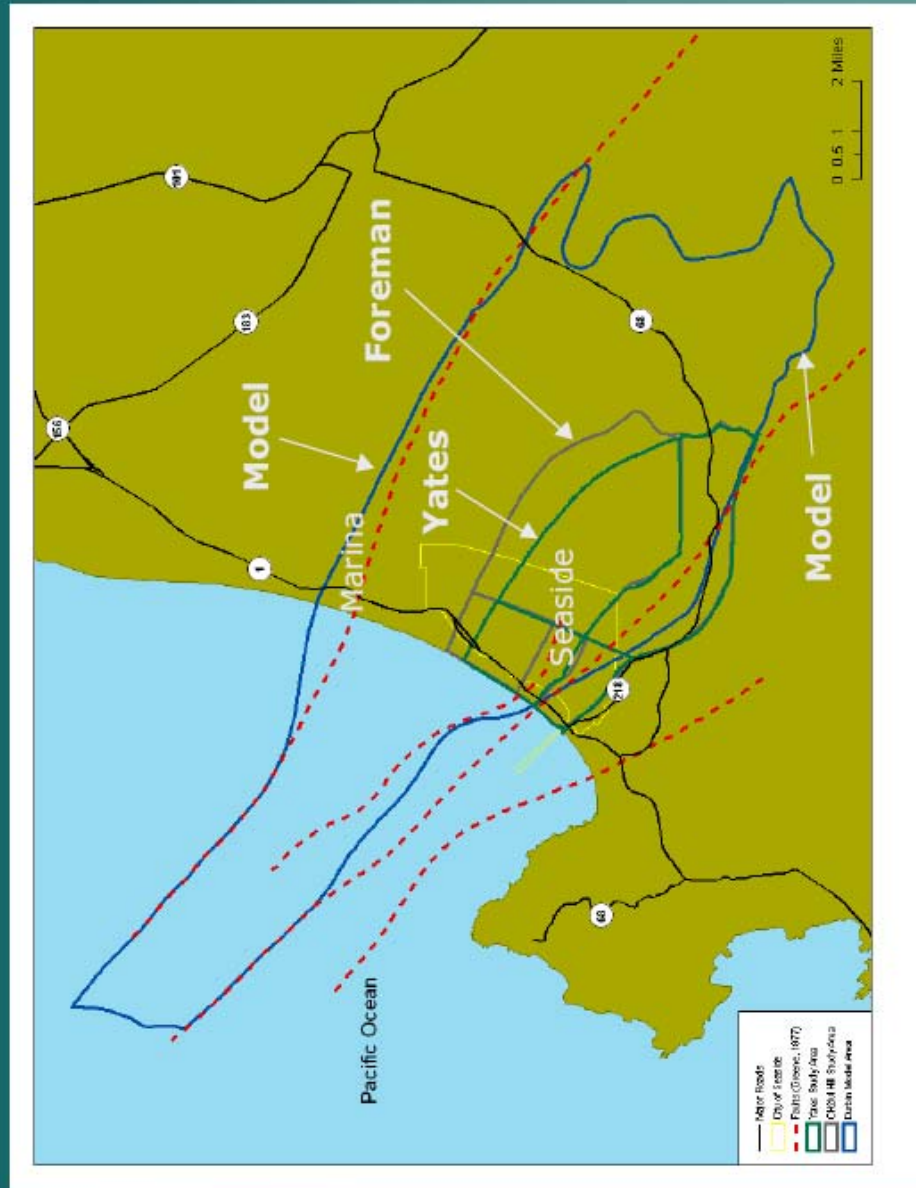 101
183
156
1
68
218
68
Model
Foreman
Yates
Marina
Seaside
Model
Pacific Ocean
0 0.5 1 2 Miles
Major Roads
City of Seaside
Faults (Greene, 1977)
Yates Study Area
CH2M Hill Study Area
Durbin Model Area